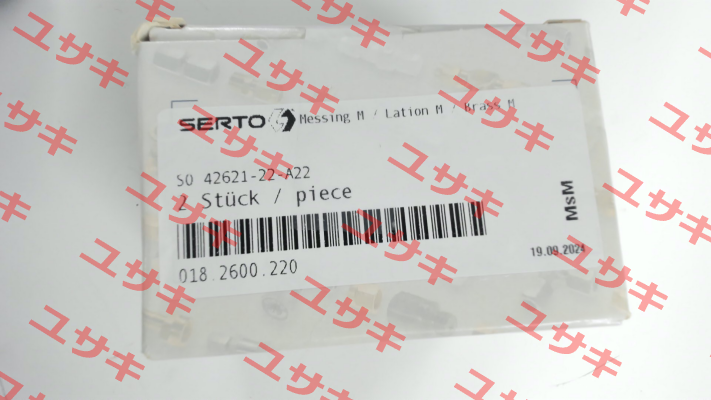 SERTO Messing M / Lation M / Brass M
SO 42621-22-A22
2 Stück / piece
MsM
018.2600.220
19.09.2024
ユサキ